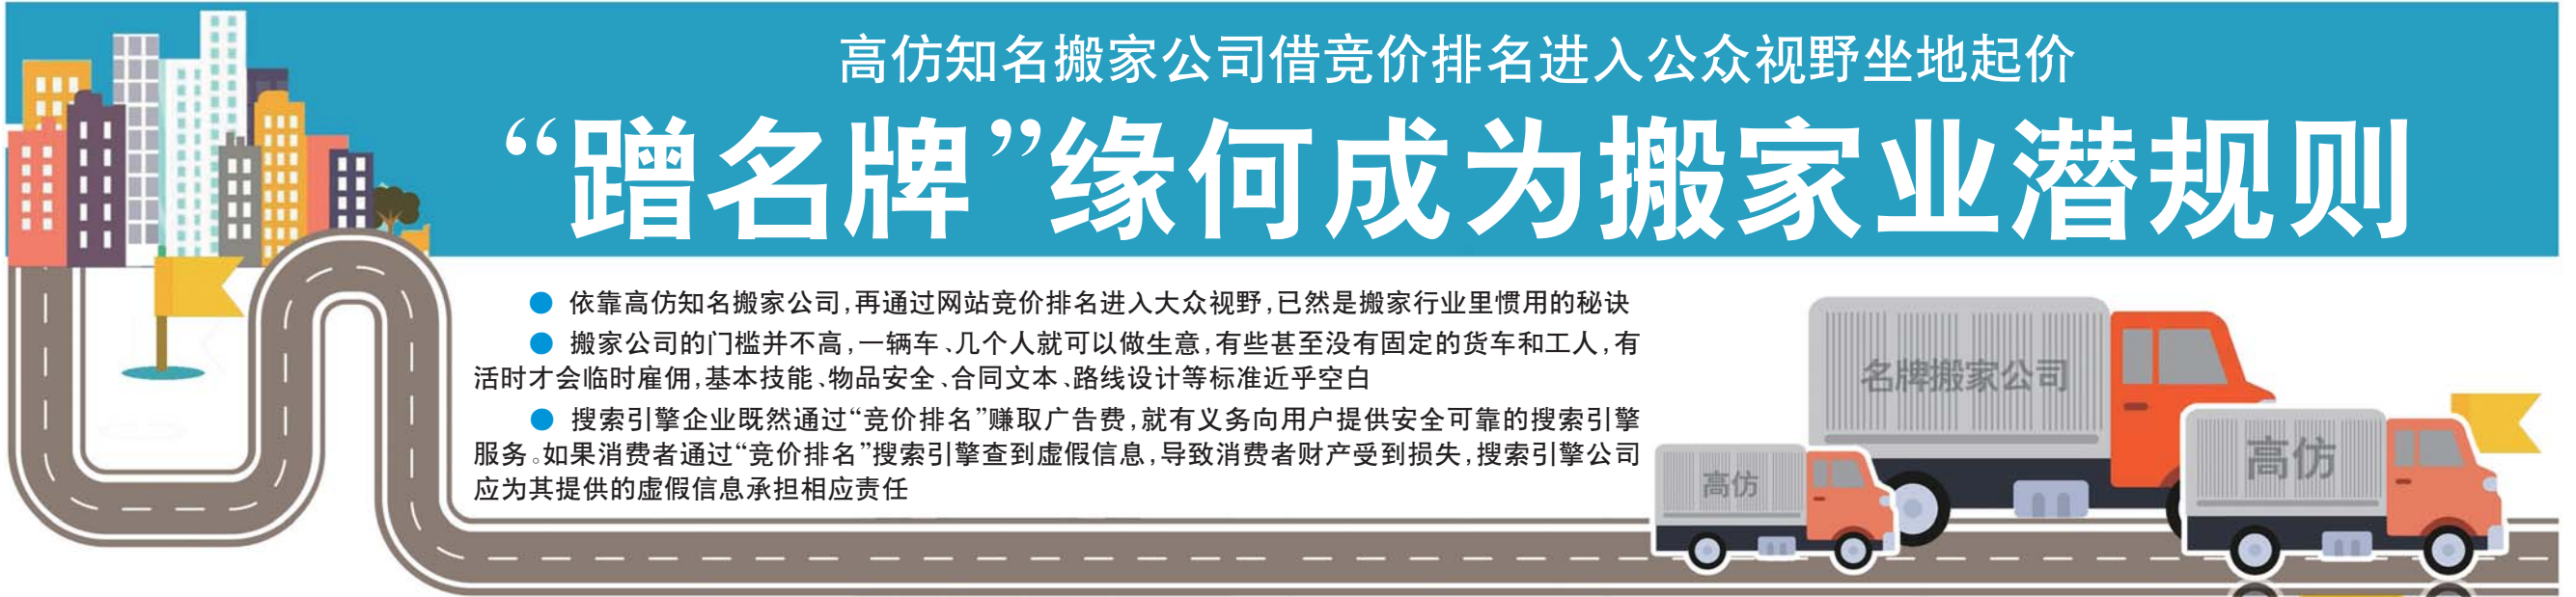 高仿知名搬家公司借竞价排名进入公众视野坐地起价
“蹭名牌”缘何成为搬家业潜规则
● 依靠高仿知名搬家公司，再通过网站竞价排名进入大众视野，已然是搬家行业里惯用的秘诀
● 搬家公司的门槛并不高，一辆车、几个人就可以做生意，有些甚至没有固定的货车和工人，有
活时才会临时雇佣，基本技能、物品安全、合同文本、路线设计等标准近乎空白
● 搜索引擎企业既然通过“竞价排名”赚取广告费，就有义务向用户提供安全可靠的搜索引擎
服务。如果消费者通过“竞价排名”搜索引擎查到虚假信息，导致消费者财产受到损失，搜索引擎公司
应为其提供的虚假信息承担相应责任
名牌搬家公司
高仿
高仿